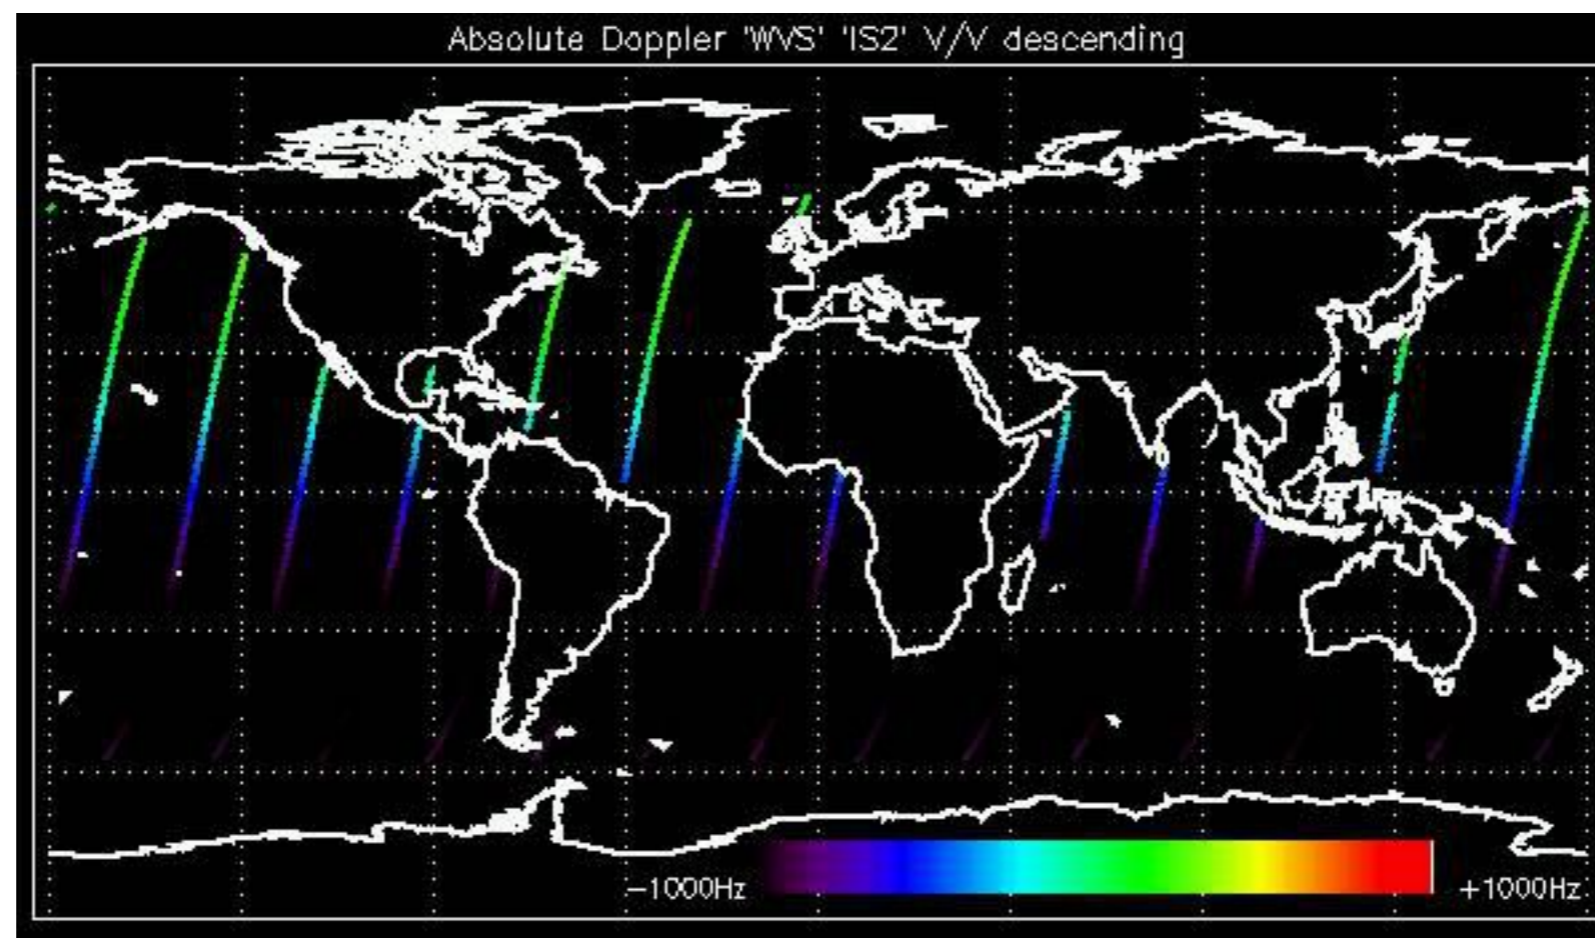 Absolute Doppler 'WVS' 'IS2' V/V descending
−1000Hz
+1000Hz